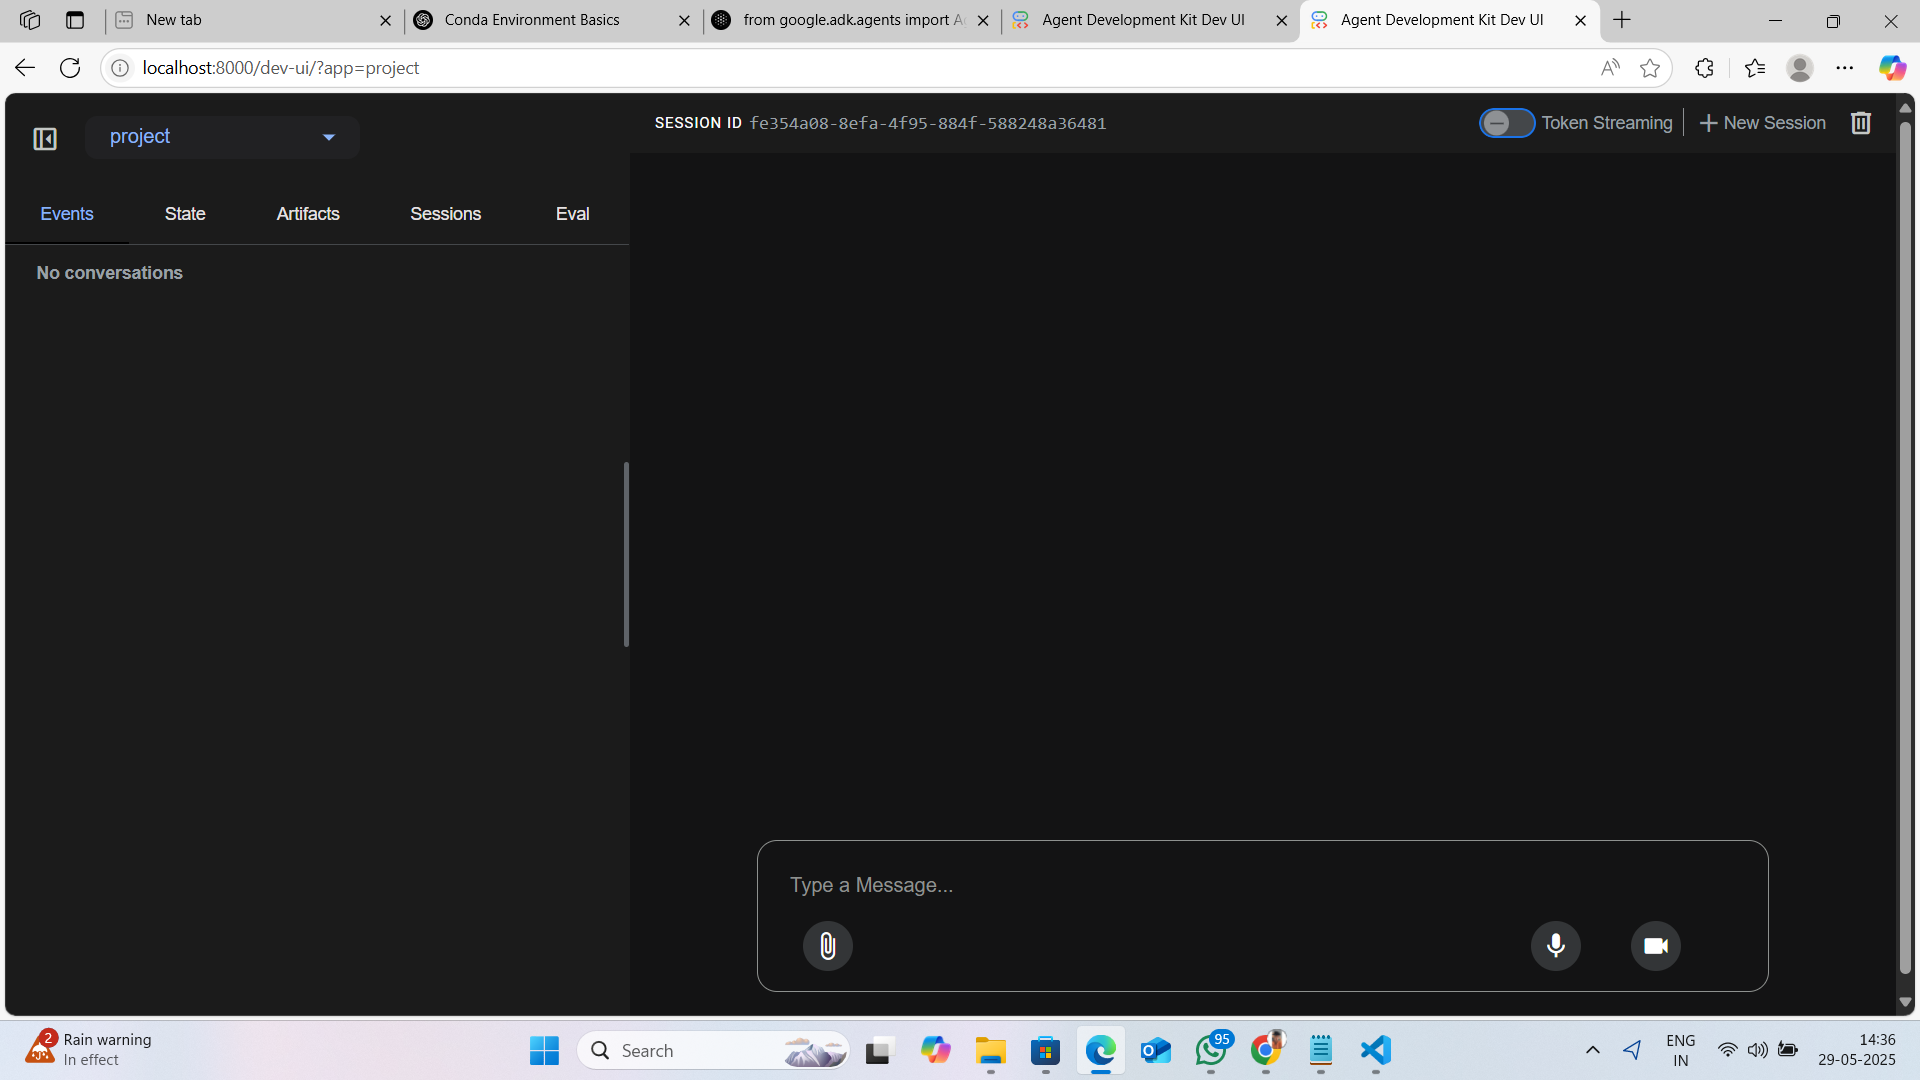 New tab
Conda Environment Basics
from google.adk.agents import A
Agent Development Kit Dev UI
Agent Development Kit Dev UI
localhost:8000/dev-ui/?app=project
project
SESSION ID fe354a08-8efa-4f95-884f-588248a36481
Token Streaming
New Session
Events
State
Artifacts
Sessions
Eval
No conversations
Type a Message...
2
Rain warning
In effect
Search
95
ENG
IN
14:36
29-05-2025